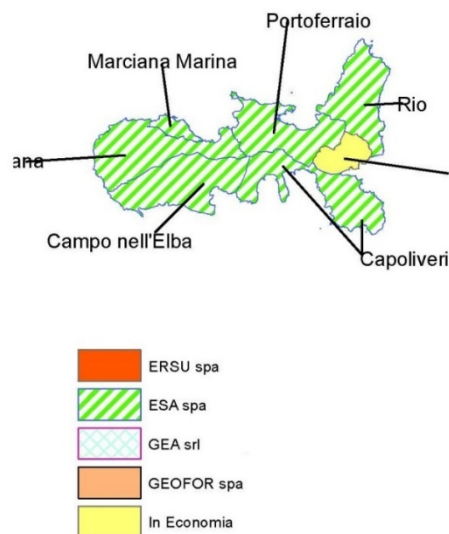 Portoferraio
Marciana Marina
Rio
ana
Campo nell'Elba
Capoliveri
ERSU spa
ESA spa
GEA srl
GEOFOR spa
In Economia